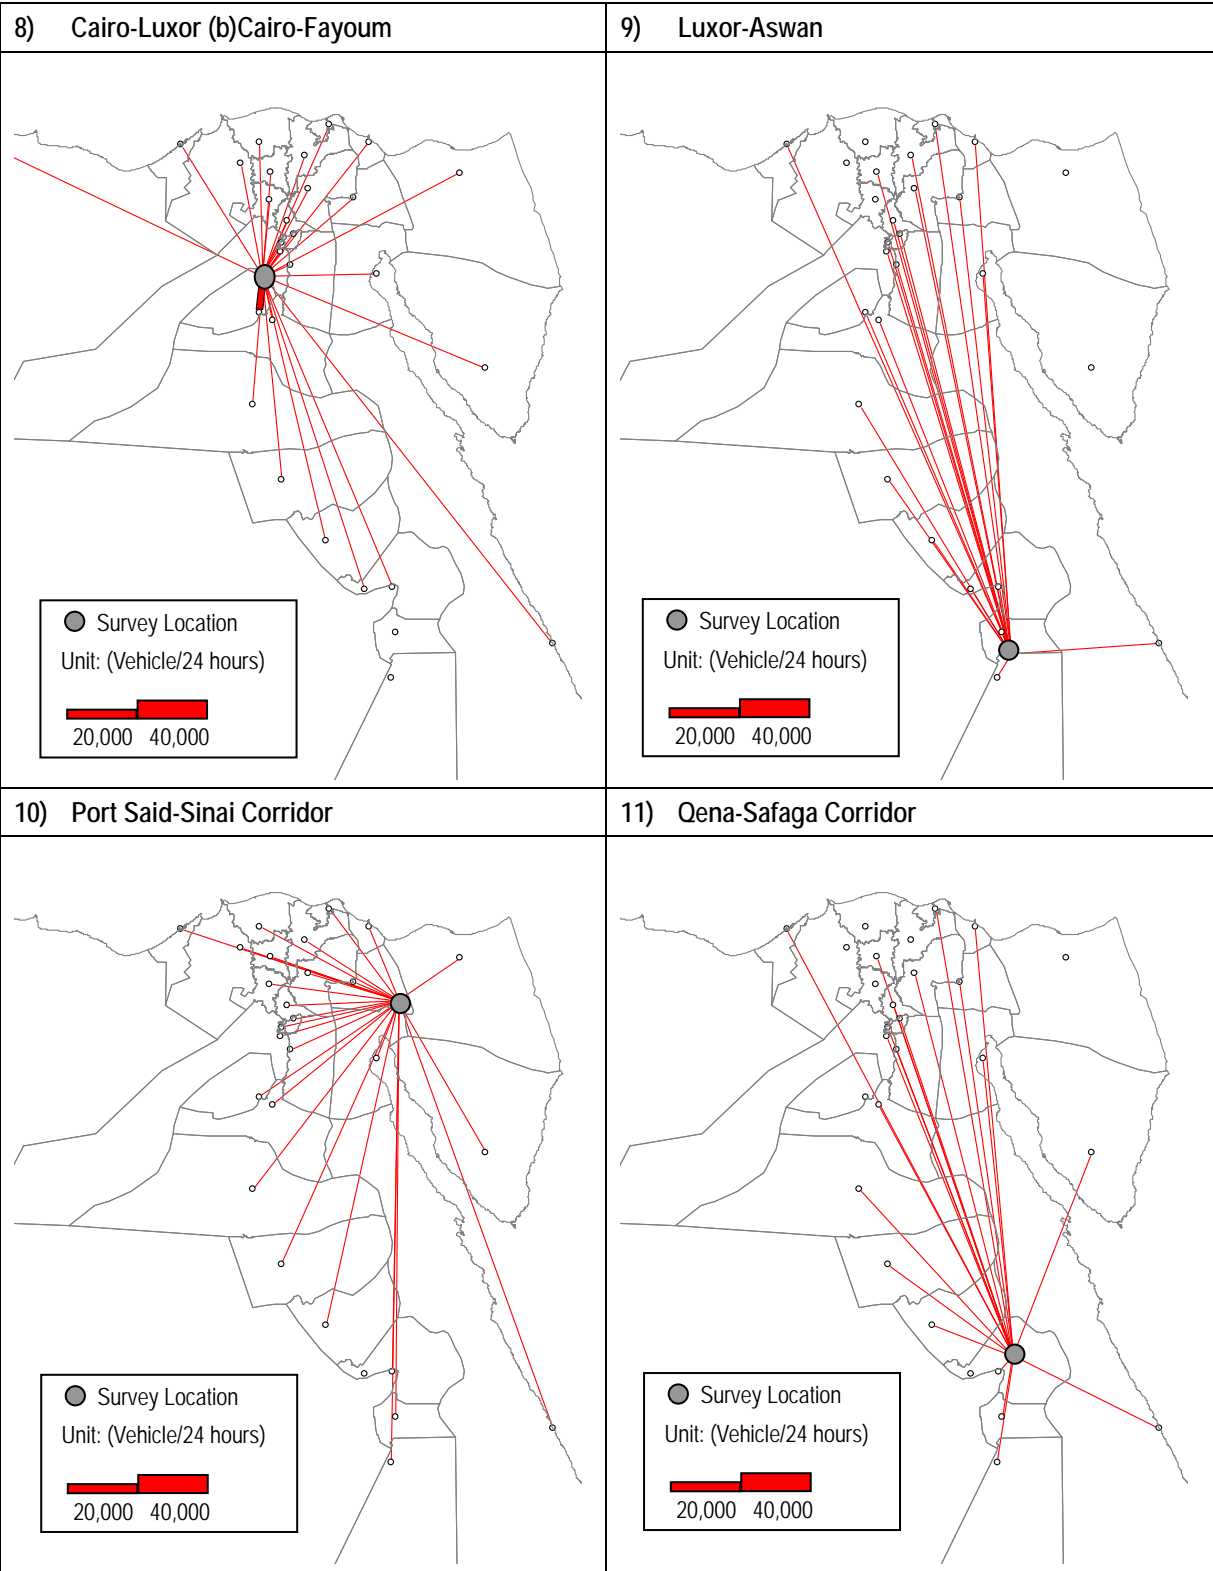 8) Cairo-Luxor (b)Cairo-Fayoum
9) Luxor-Aswan
Survey Location
Unit: (Vehicle/24 hours)
20,000 40,000
Survey Location
Unit: (Vehicle/24 hours)
20,000 40,000
10) Port Said-Sinai Corridor
11) Qena-Safaga Corridor
Survey Location
Unit: (Vehicle/24 hours)
20,000 40,000
Survey Location
Unit: (Vehicle/24 hours)
20,000 40,000